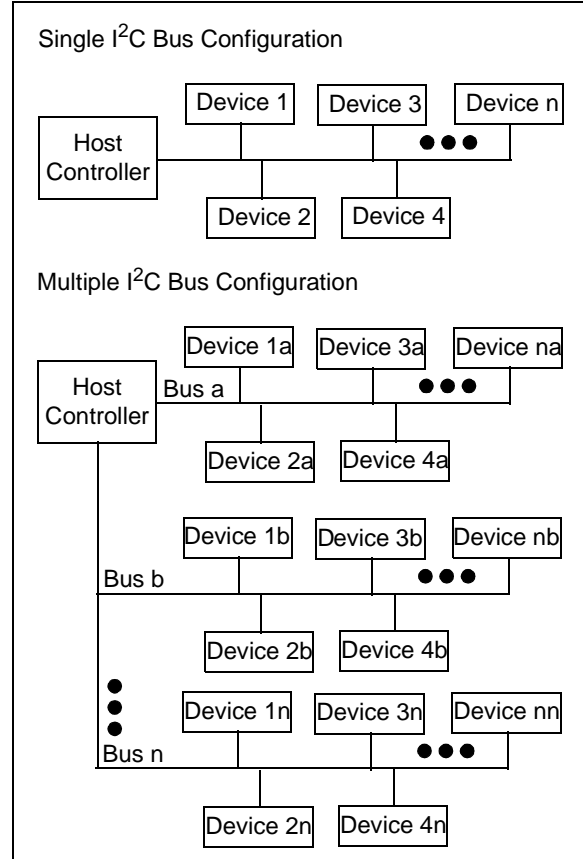 Single I²C Bus Configuration
Device 1
Device 3
Device n
Host
Controller
Device 2
Device 4
Multiple I²C Bus Configuration
Device 1a
Device 3a
Device na
Host
Controller
Bus a
Device 2a
Device 4a
Device 1b
Device 3b
Device nb
Bus b
Device 2b
Device 4b
Device 1n
Device 3n
Device nn
Bus n
Device 2n
Device 4n